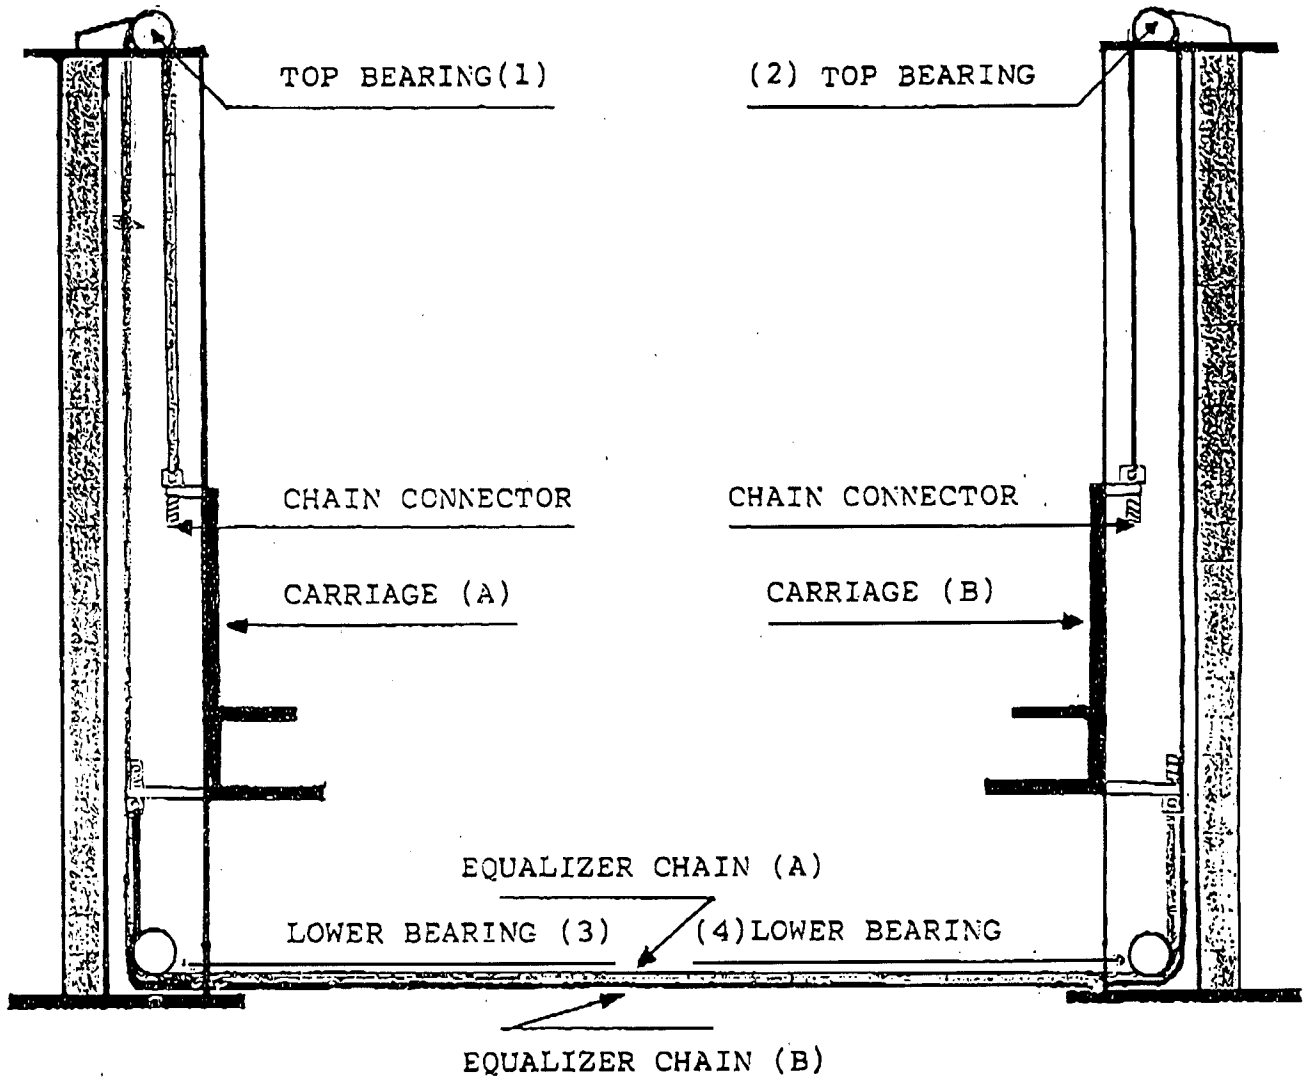 TOP BEARING(1)
(2) TOP BEARING
CHAIN CONNECTOR
CHAIN CONNECTOR
CARRIAGE (A)
CARRIAGE (B)
EQUALIZER CHAIN (A)
LOWER BEARING (3)
(4)LOWER BEARING
EQUALIZER CHAIN (B)